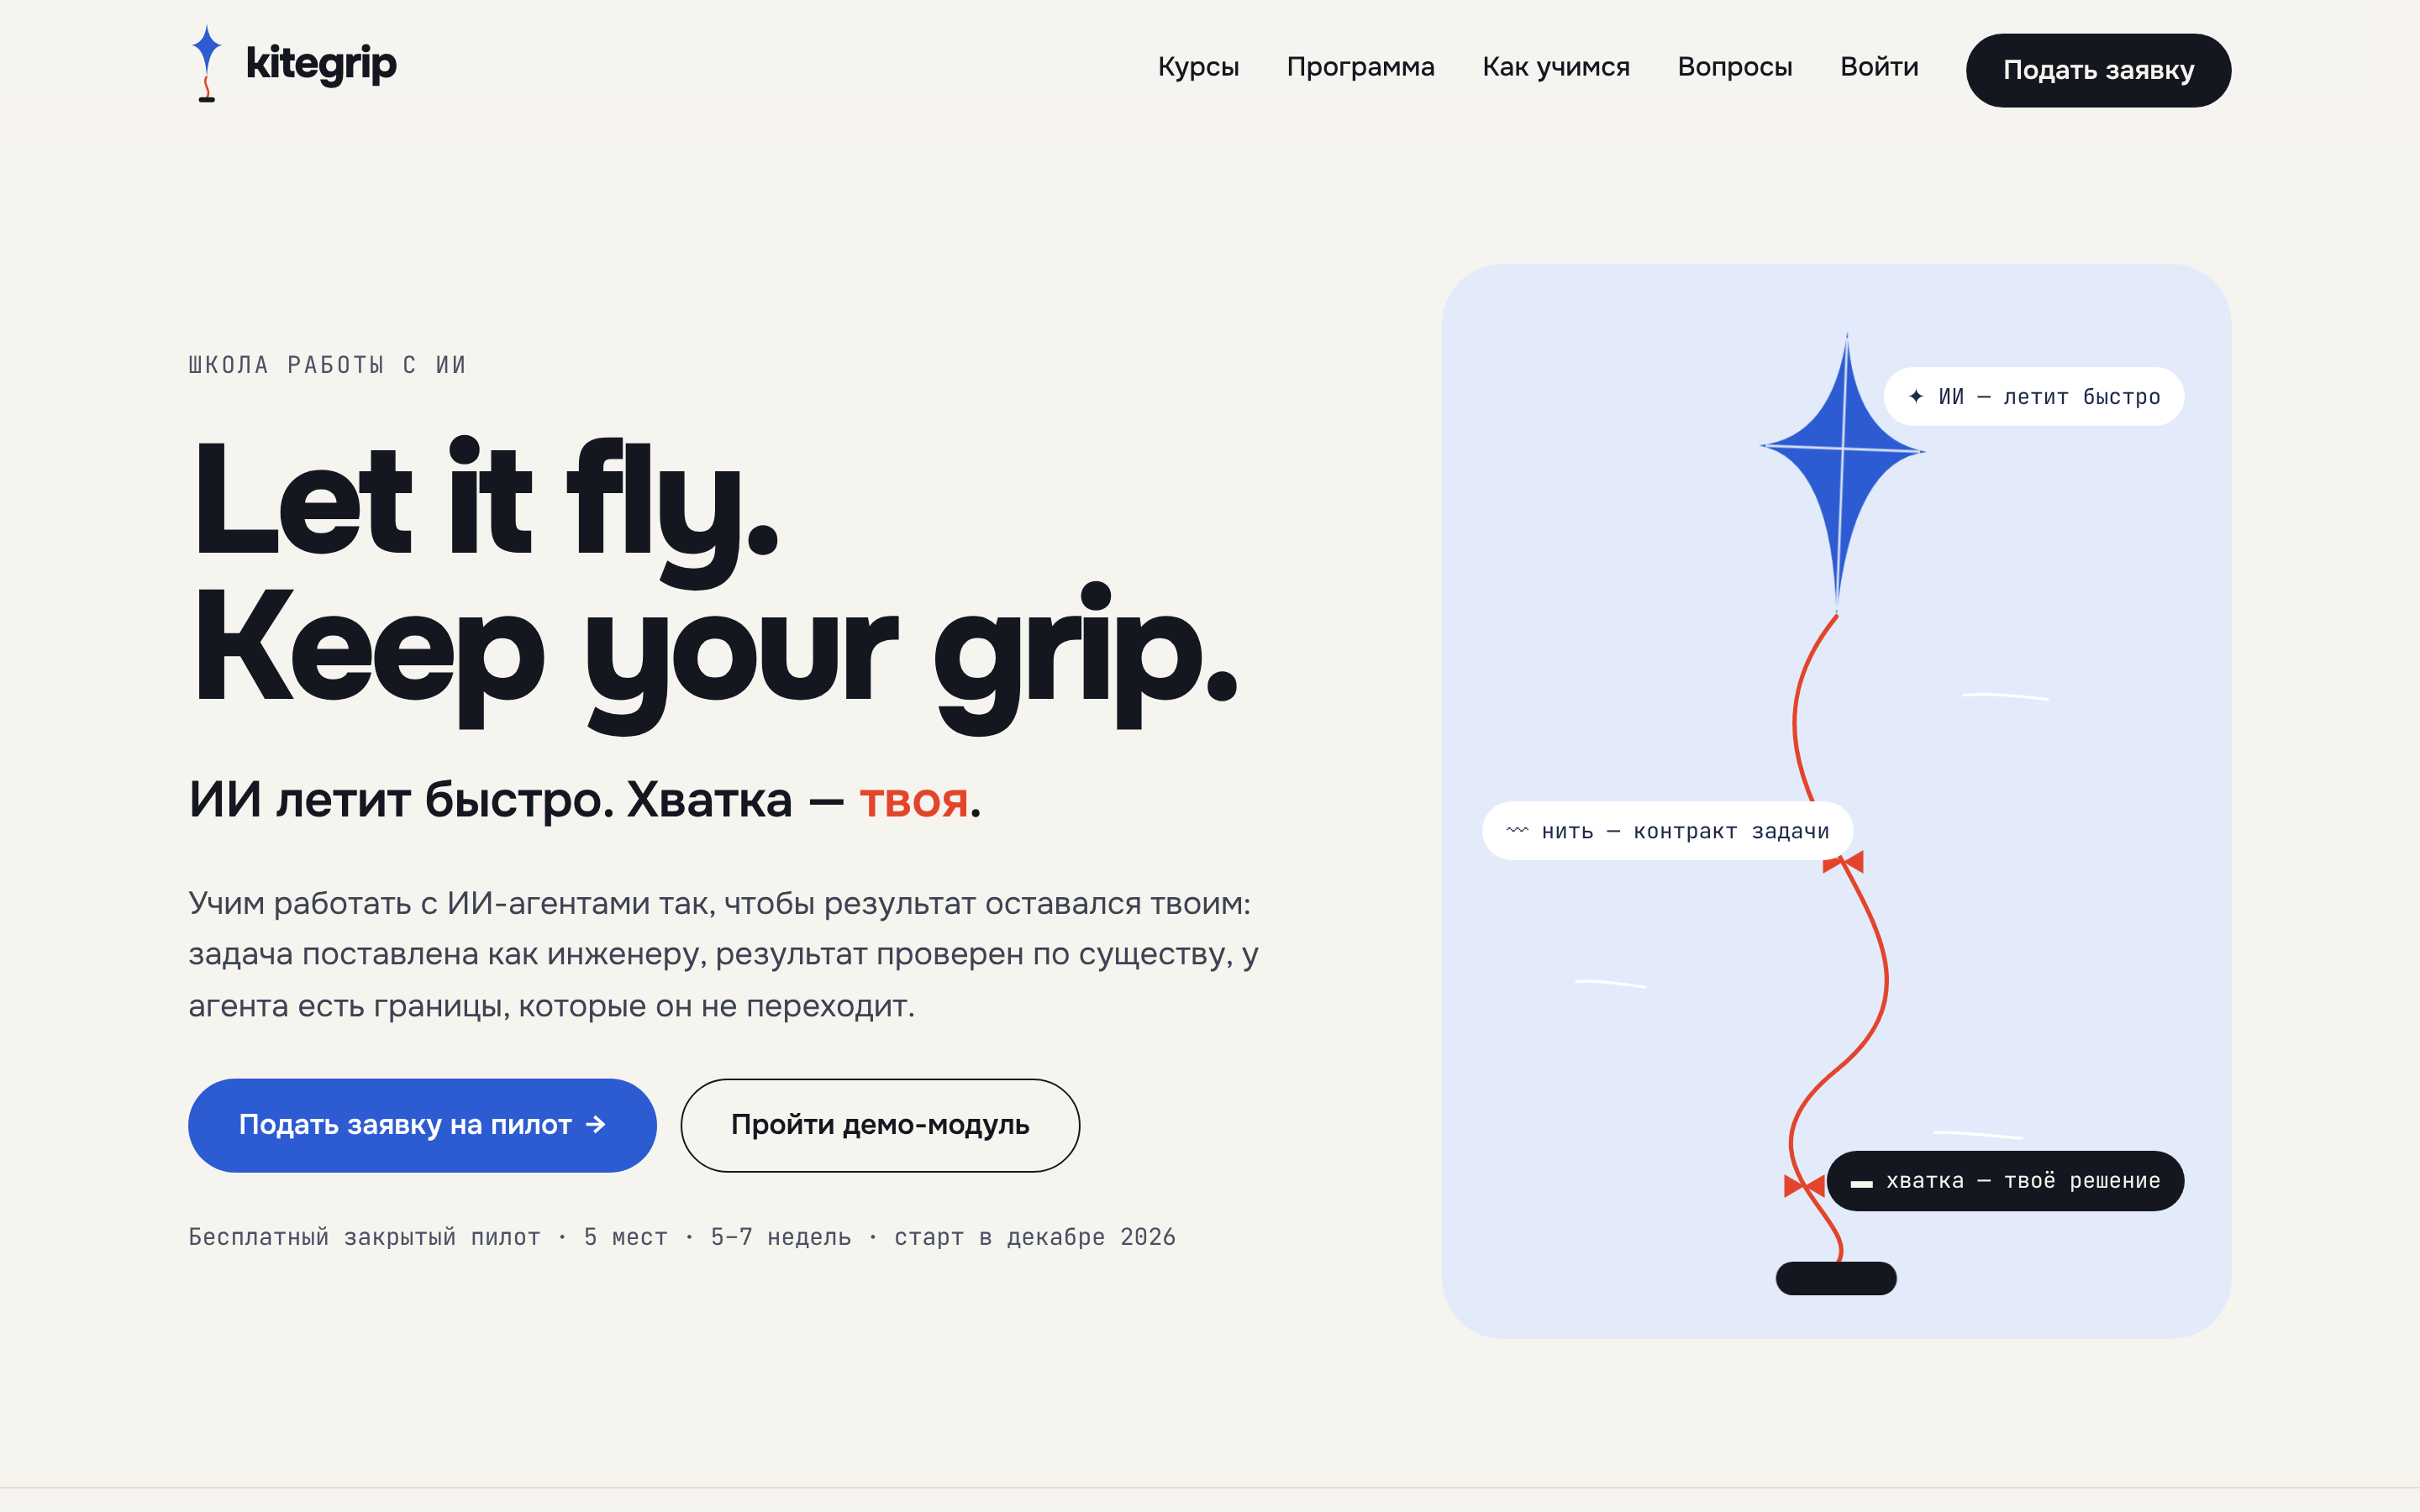 kitegrip
Курсы
Программа
Как учимся
Вопросы
Войти
Подать заявку
ШКОЛА РАБОТЫ С ИИ
Let it fly.
Keep your grip.
ИИ летит быстро. Хватка — твоя.
Учим работать с ИИ-агентами так, чтобы результат оставался твоим:
задача поставлена как инженеру, результат проверен по существу, у
агента есть границы, которые он не переходит.
Подать заявку на пилот →
Пройти демо-модуль
Бесплатный закрытый пилот · 5 мест · 5–7 недель · старт в декабре 2026
✦ ИИ — летит быстро
〰 нить — контракт задачи
▬ хватка — твоё решение